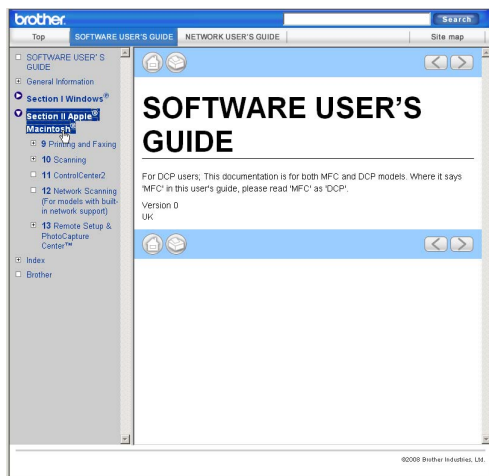 brother.
Search
Top
SOFTWARE USER'S GUIDE
NETWORK USER'S GUIDE
Site map
SOFTWARE USER' S
GUIDE
General Information
Section I Windows®
Section II Apple®
Macintosh®
9 Printing and Faxing
10 Scanning
11 ControlCenter2
12 Network Scanning
(For models with built-
in network support)
13 Remote Setup &
PhotoCapture
Center™
Index
Brother
SOFTWARE USER'S
GUIDE
For DCP users; This documentation is for both MFC and DCP models. Where it says
'MFC' in this user's guide, please read 'MFC' as 'DCP'.
Version 0
UK
©2008 Brother Industries, Ltd.